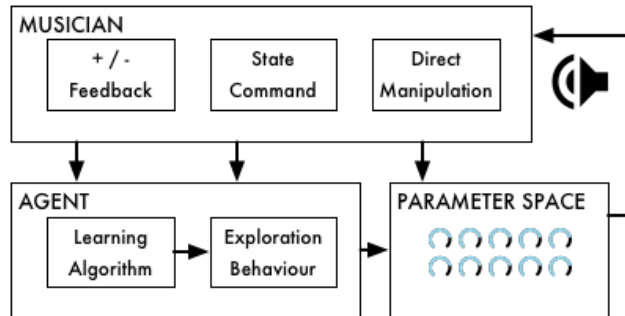 MUSICIAN
+ / -
Feedback
State
Command
Direct
Manipulation
AGENT
Learning
Algorithm
Exploration
Behaviour
PARAMETER SPACE